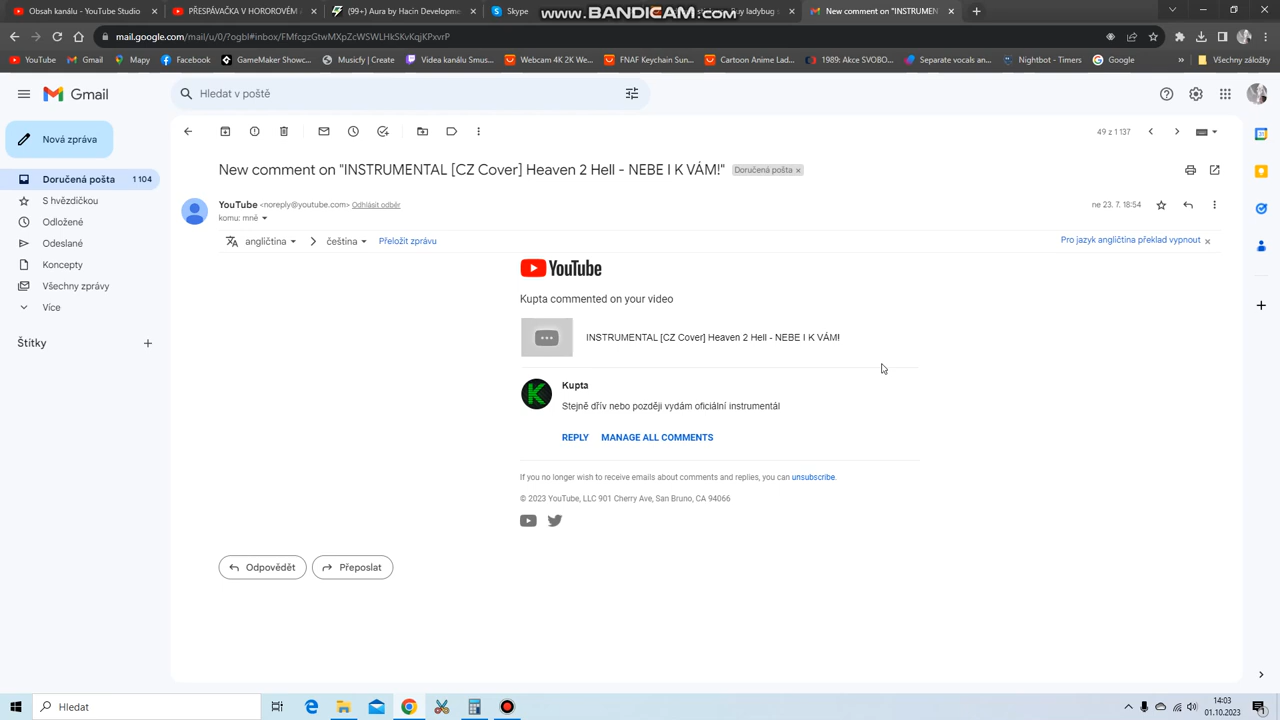 Obsah kanálu - YouTube Studio
PŘESPÁVAČKA V HOROROVÉM
(99+) Aura by Hacin Developme
Skype
www.BANDICAM.com
ay ladybug
New comment on "INSTRUMEN
mail.google.com/mail/u/0/?ogbl#inbox/FMfcgzGtwMXpZcWSWLHkSKvKqjKPxvrP
YouTube
Gmail
Mapy
Facebook
GameMaker Showc...
Musicify | Create
Video kanálu Smus...
Webcam 4K 2K We...
FNAF Keychain Sun...
Cartoon Anime Lad...
1989: Akce SVOBO...
Separate vocals an...
Nightbot - Timers
Google
Všechny záložky
Gmail
Hledat v poště
Nová zpráva
49 z 1 137
Doručená pošta 1 104
S hvězdičkou
Odložené
Odeslané
Koncepty
Všechny zprávy
Více
Štítky
New comment on "INSTRUMENTAL [CZ Cover] Heaven 2 Hell - NEBE I K VÁM!" Doručená pošta x
YouTube <noreply@youtube.com> Odhlásit odběr
ne 23. 7. 18:54
komu: mně
angličtina > čeština Přeložit zprávu
Pro jazyk angličtina překlad vypnout x
YouTube
Kupta commented on your video
INSTRUMENTAL [CZ Cover] Heaven 2 Hell - NEBE I K VÁM!
K
Kupta
Stejně dřív nebo později vydám oficiální instrumentál
REPLY MANAGE ALL COMMENTS
If you no longer wish to receive emails about comments and replies, you can unsubscribe.
© 2023 YouTube, LLC 901 Cherry Ave, San Bruno, CA 94066
Odpovědět
Přeposlat
Hledat
14:03
01.10.2023